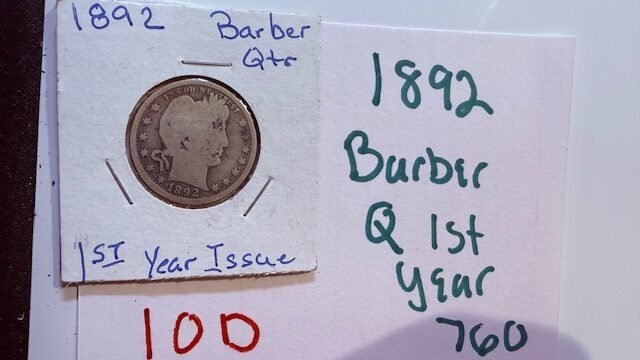 1892 Barber
Qtr
IN GOD WE TRUST
1892
1ST Year Issue
1892
Barber
Q 1st
Year
760
100